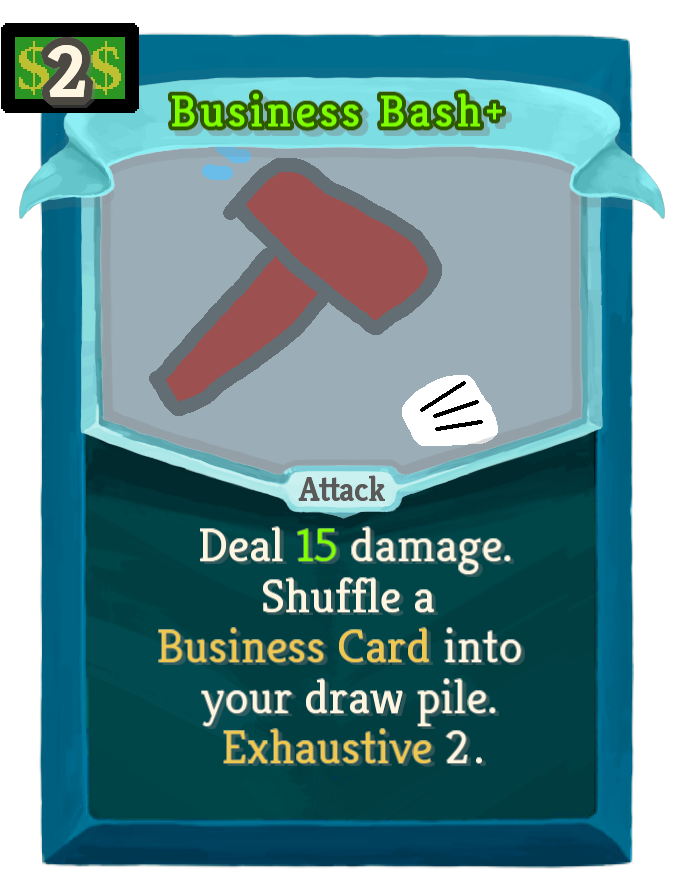 $2$
Business Bash+
Attack
Deal 15 damage.
Shuffle a
Business Card into
your draw pile.
Exhaustive 2.